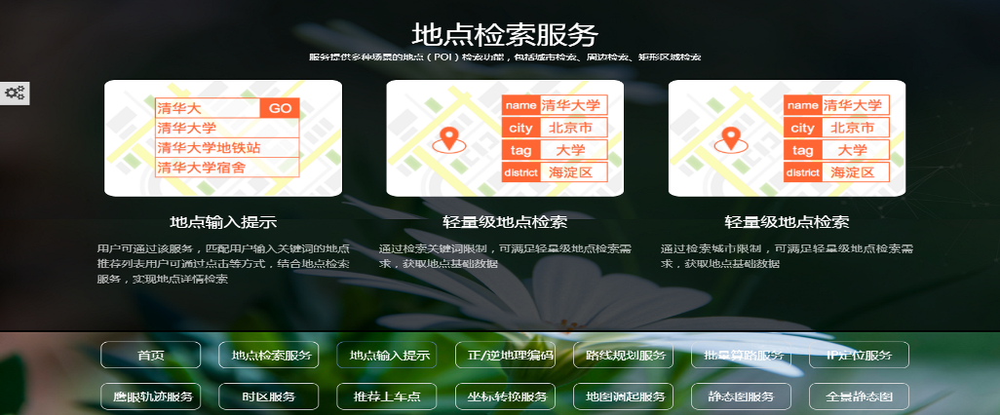 地点检索服务
服务提供多种场景的地点（POI）检索功能，包括城市检索、周边检索、矩形区域检索
清华大 GO
清华大学
清华大学地铁站
清华大学宿舍
name 清华大学
city 北京市
tag 大学
district 海淀区
name 清华大学
city 北京市
tag 大学
district 海淀区
地点输入提示
用户可通过该服务，匹配用户输入关键词的地点
推荐列表用户可通过点击等方式，结合地点检索
服务，实现地点详情检索
轻量级地点检索
通过检索关键词限制，可满足轻量级地点检索需
求，获取地点基础数据
轻量级地点检索
通过检索城市限制，可满足轻量级地点检索需
求，获取地点基础数据
首页 地点检索服务 地点输入提示 正/逆地理编码 路线规划服务 批量算路服务 IP定位服务
鹰眼轨迹服务 时区服务 推荐上车点 坐标转换服务 地图调起服务 静态图服务 全景静态图